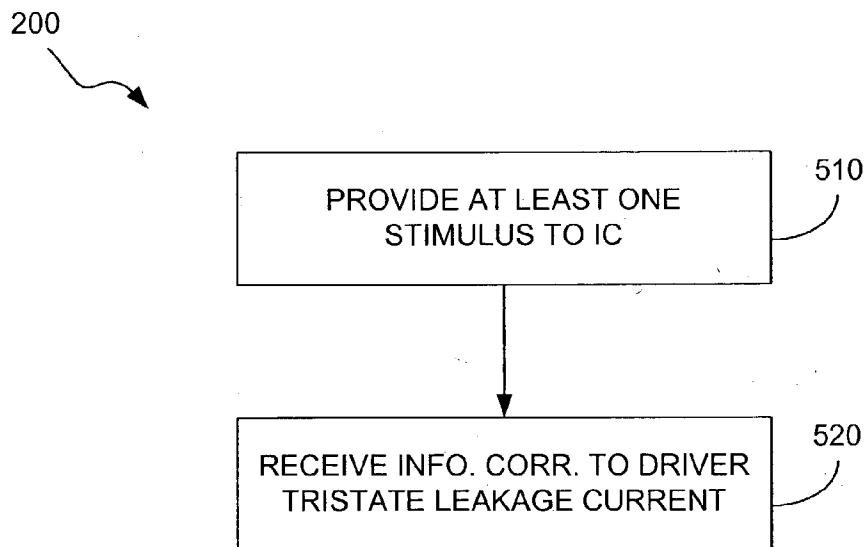 200
510
PROVIDE AT LEAST ONE
STIMULUS TO IC
520
RECEIVE INFO. CORR. TO DRIVER
TRISTATE LEAKAGE CURRENT